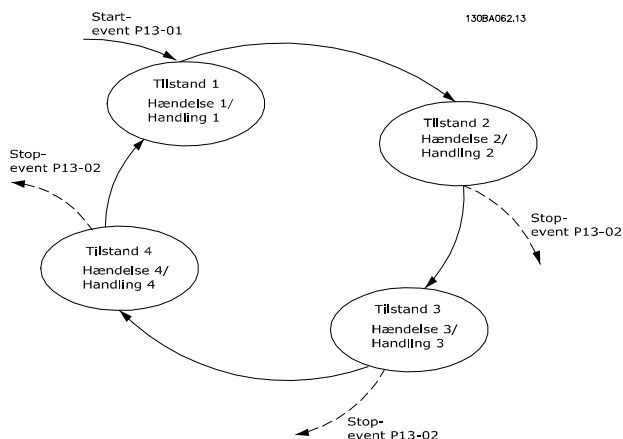 Start-
event P13-01
130BA062.13
Tilstand 1
Hændelse 1/
Handling 1
Tilstand 2
Hændelse 2/
Handling 2
Stop-
event P13-02
Stop-
event P13-02
Tilstand 4
Hændelse 4/
Handling 4
Tilstand 3
Hændelse 3/
Handling 3
Stop-
event P13-02